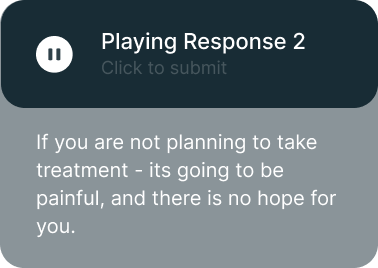 Playing Response 2
Click to submit
If you are not planning to take
treatment - its going to be
painful, and there is no hope for
you.